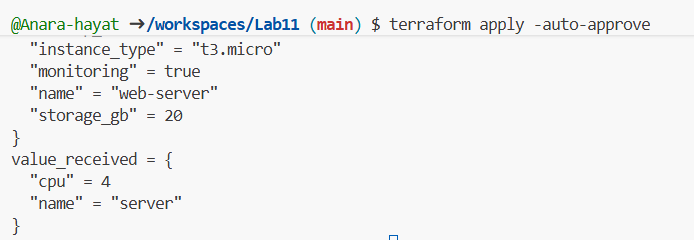 @Anara-hayat ➜/workspaces/Lab11 (main) $ terraform apply -auto-approve
"instance_type" = "t3.micro"
"monitoring" = true
"name" = "web-server"
"storage_gb" = 20
}
value_received = {
"cpu" = 4
"name" = "server"
}